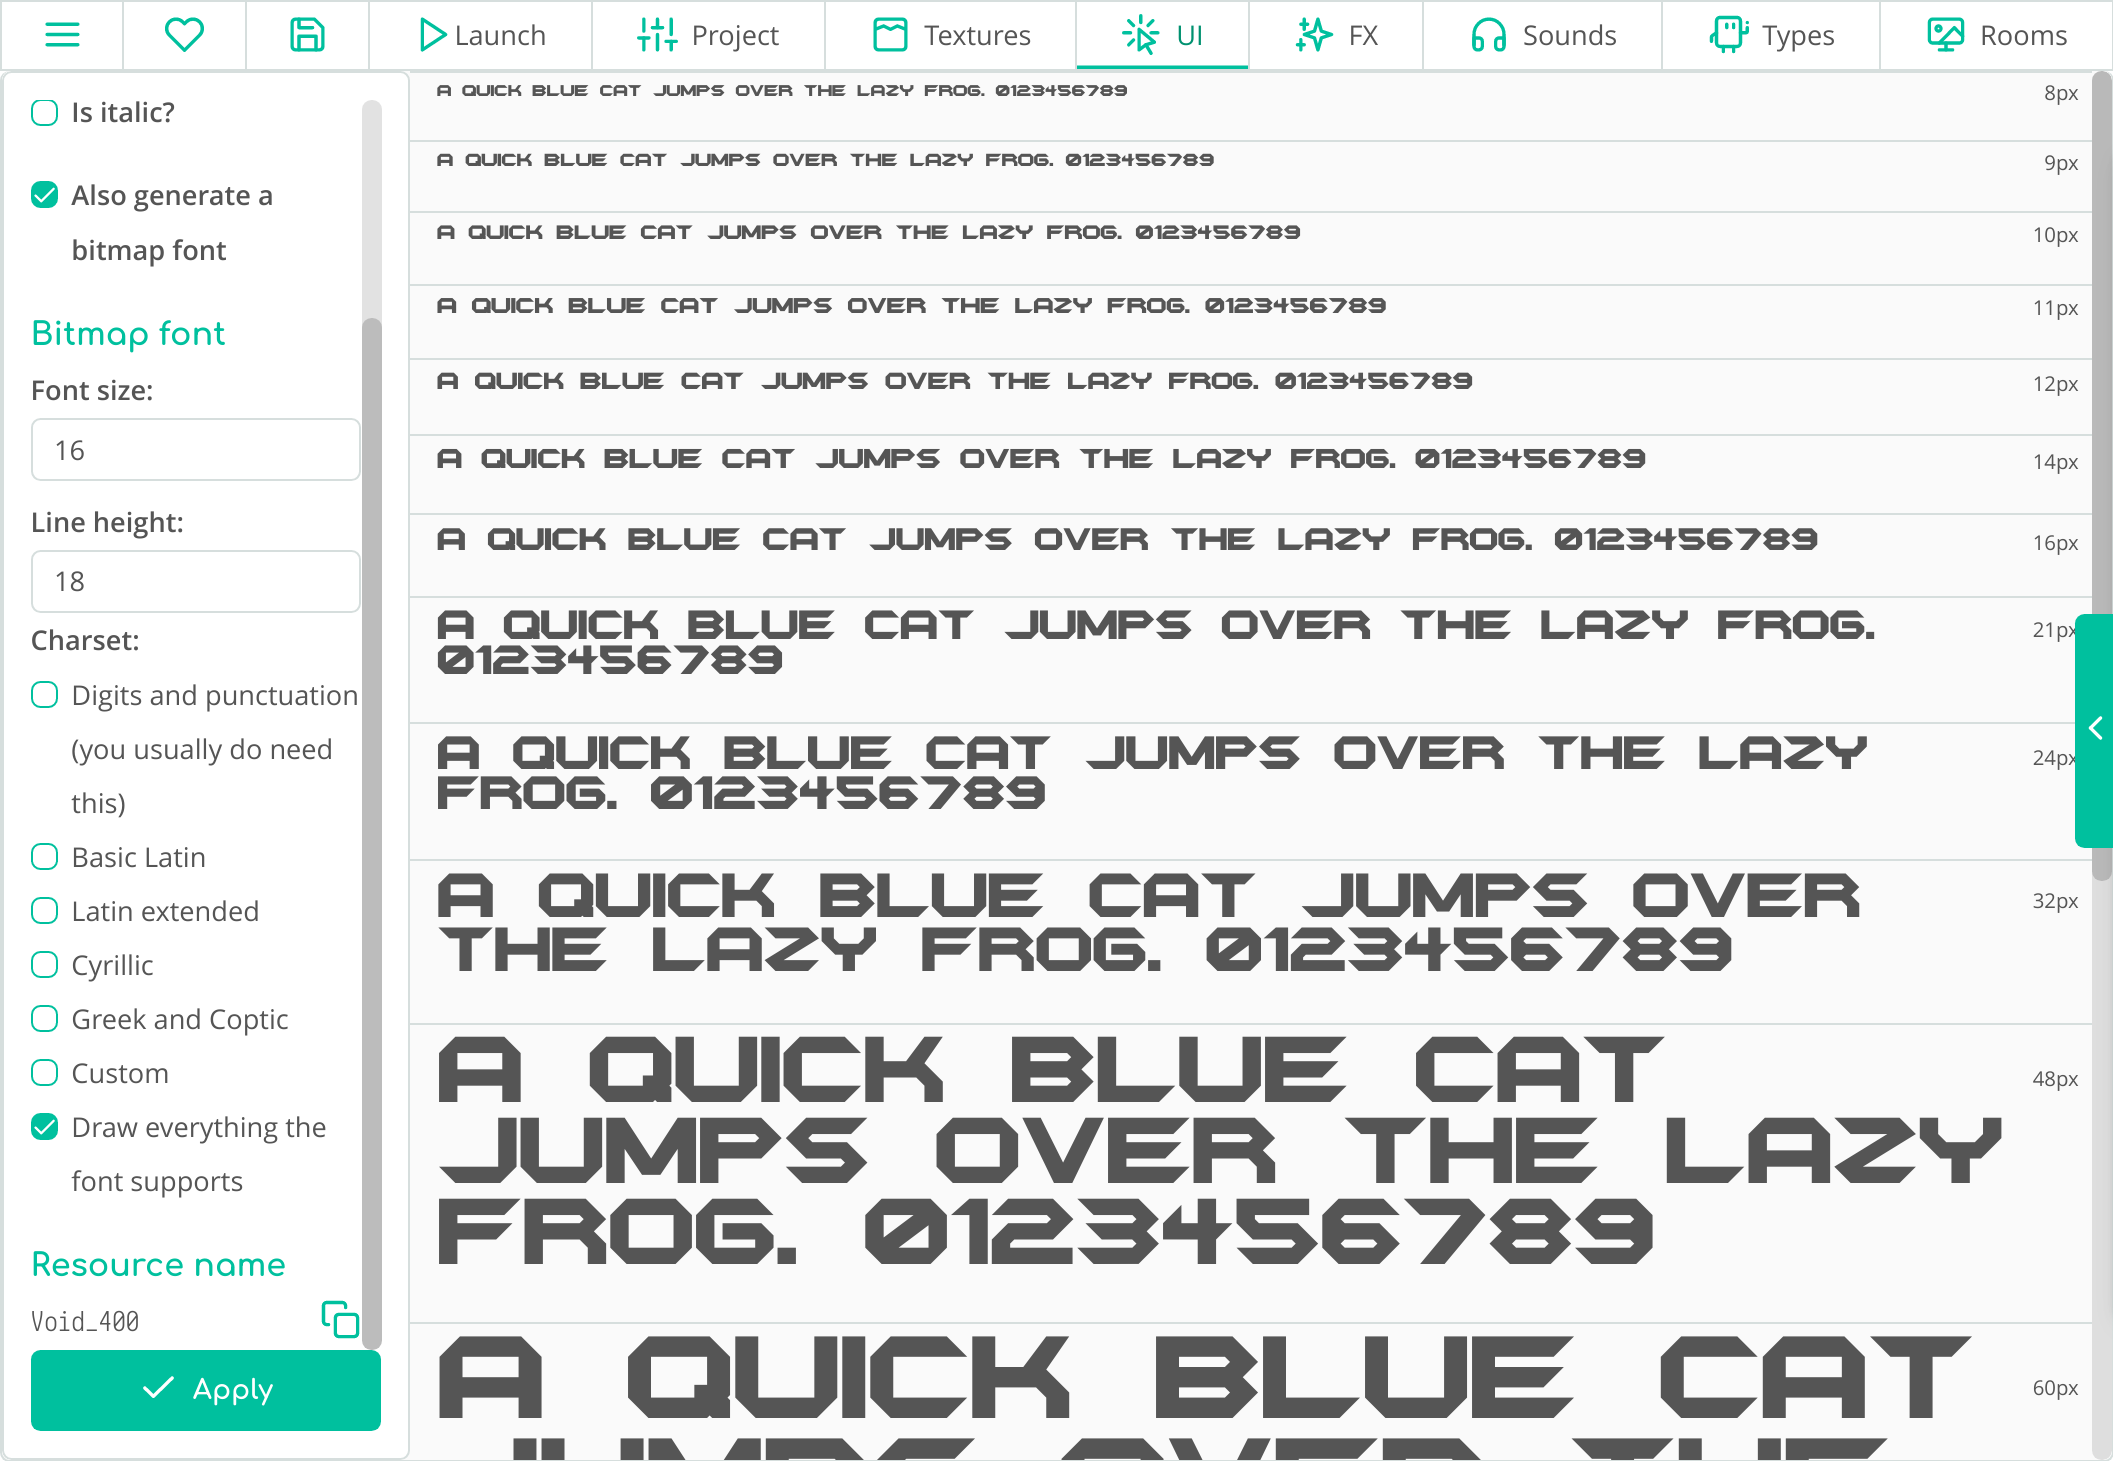 Launch Project Textures UI FX Sounds Types Rooms
Is italic?
Also generate a
bitmap font
Bitmap font
Font size:
16
Line height:
18
Charset:
Digits and punctuation
(you usually do need
this)
Basic Latin
Latin extended
Cyrillic
Greek and Coptic
Custom
Draw everything the
font supports
Resource name
Void_400
Apply
A QUICK BLUE CAT JUMPS OVER THE LAZY FROG. 0123456789 8px
A QUICK BLUE CAT JUMPS OVER THE LAZY FROG. 0123456789 9px
A QUICK BLUE CAT JUMPS OVER THE LAZY FROG. 0123456789 10px
A QUICK BLUE CAT JUMPS OVER THE LAZY FROG. 0123456789 11px
A QUICK BLUE CAT JUMPS OVER THE LAZY FROG. 0123456789 12px
A QUICK BLUE CAT JUMPS OVER THE LAZY FROG. 0123456789 14px
A QUICK BLUE CAT JUMPS OVER THE LAZY FROG. 0123456789 16px
A QUICK BLUE CAT JUMPS OVER THE LAZY FROG. 21px
0123456789
A QUICK BLUE CAT JUMPS OVER THE LAZY 24px
FROG. 0123456789
A QUICK BLUE CAT JUMPS OVER 32px
THE LAZY FROG. 0123456789
A QUICK BLUE CAT 48px
JUMPS OVER THE LAZY
FROG. 0123456789
A QUICK BLUE CAT 60px
JUMPS OVER THE